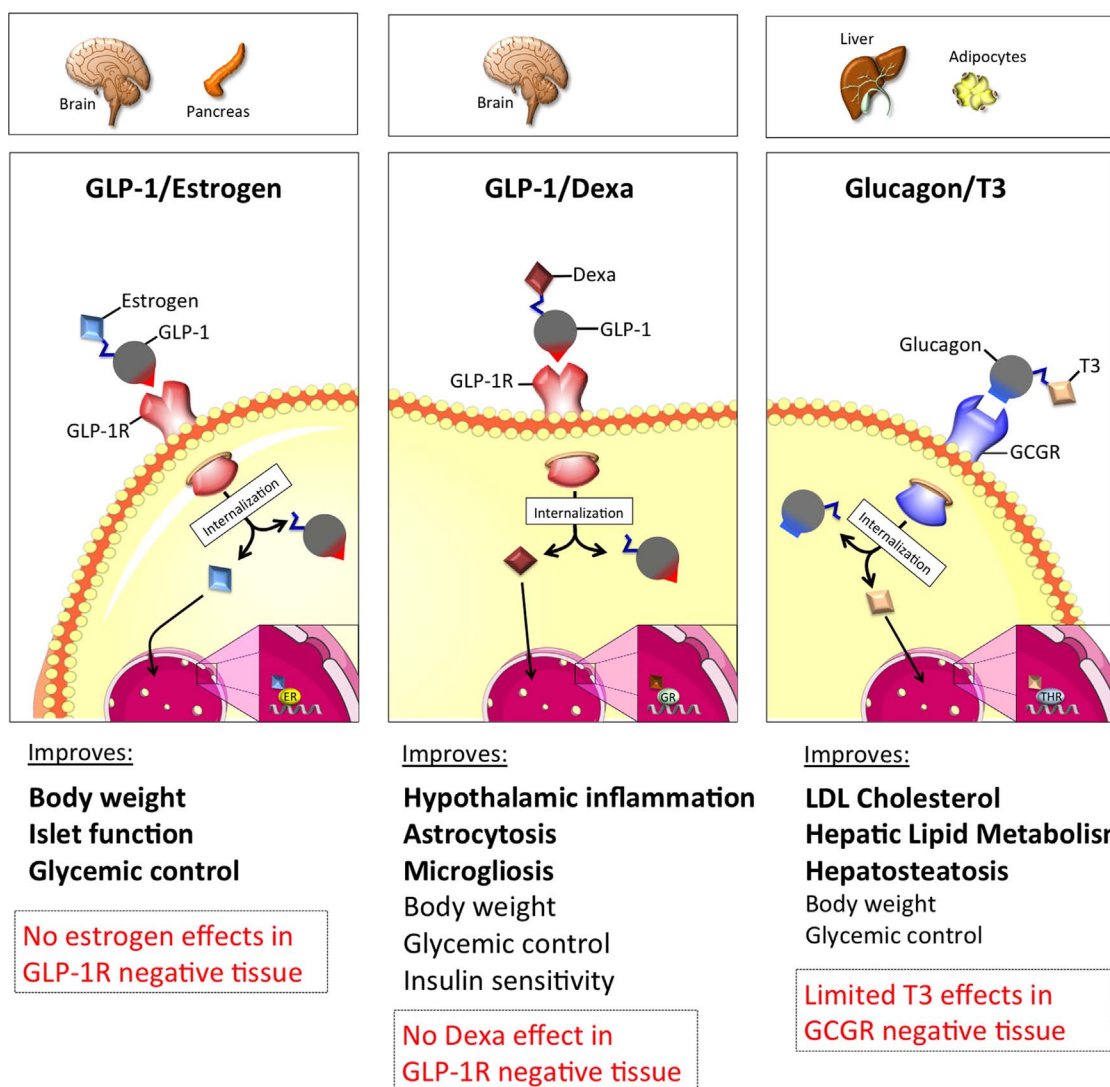 Brain
Pancreas
GLP-1/Estrogen
Estrogen
GLP-1
GLP-1R
Internalization
ER
Improves:
Body weight
Islet function
Glycemic control
No estrogen effects in
GLP-1R negative tissue
Brain
GLP-1/Dexa
Dexa
GLP-1
GLP-1R
Internalization
GR
Improves:
Hypothalamic inflammation
Astrocytosis
Microgliosis
Body weight
Glycemic control
Insulin sensitivity
No Dexa effect in
GLP-1R negative tissue
Liver
Adipocytes
Glucagon/T3
Glucagon
T3
GCGR
Internalization
THR
Improves:
LDL Cholesterol
Hepatic Lipid Metabolism
Hepatosteatosis
Body weight
Glycemic control
Limited T3 effects in
GCGR negative tissue